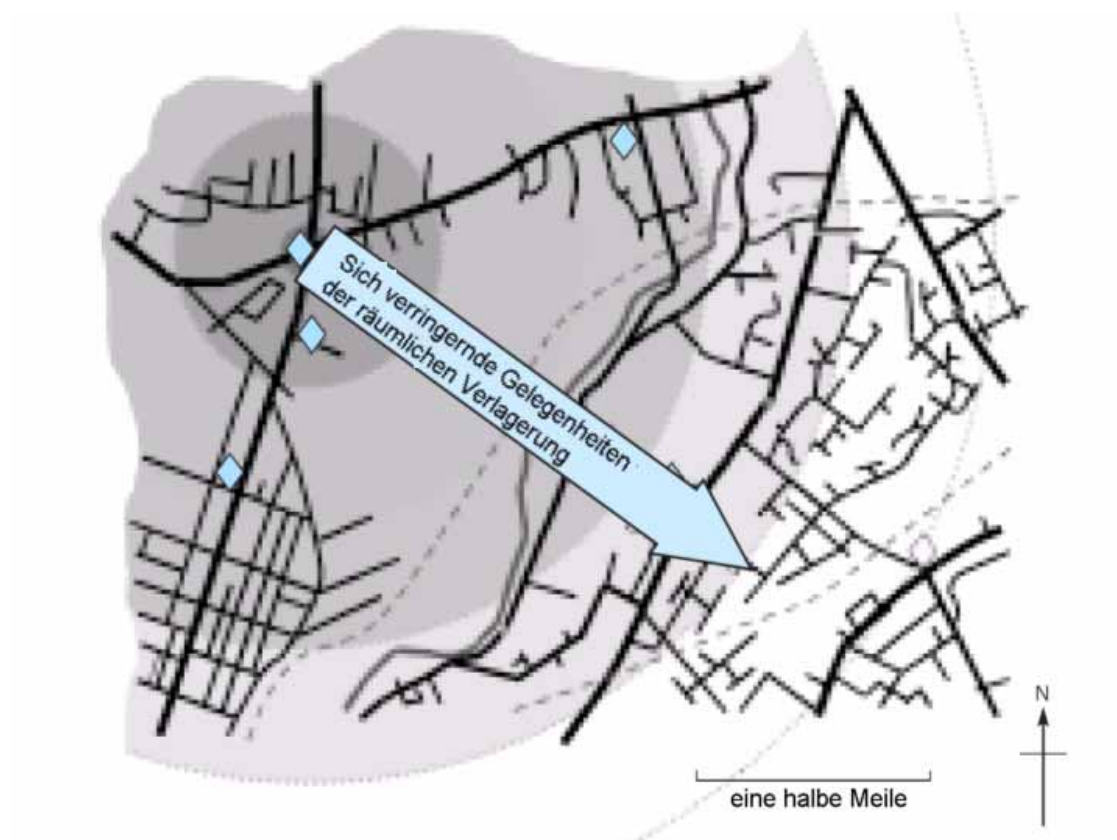 Sich verringernde Gelegenheiten
der räumlichen Verlagerung
N
eine halbe Meile